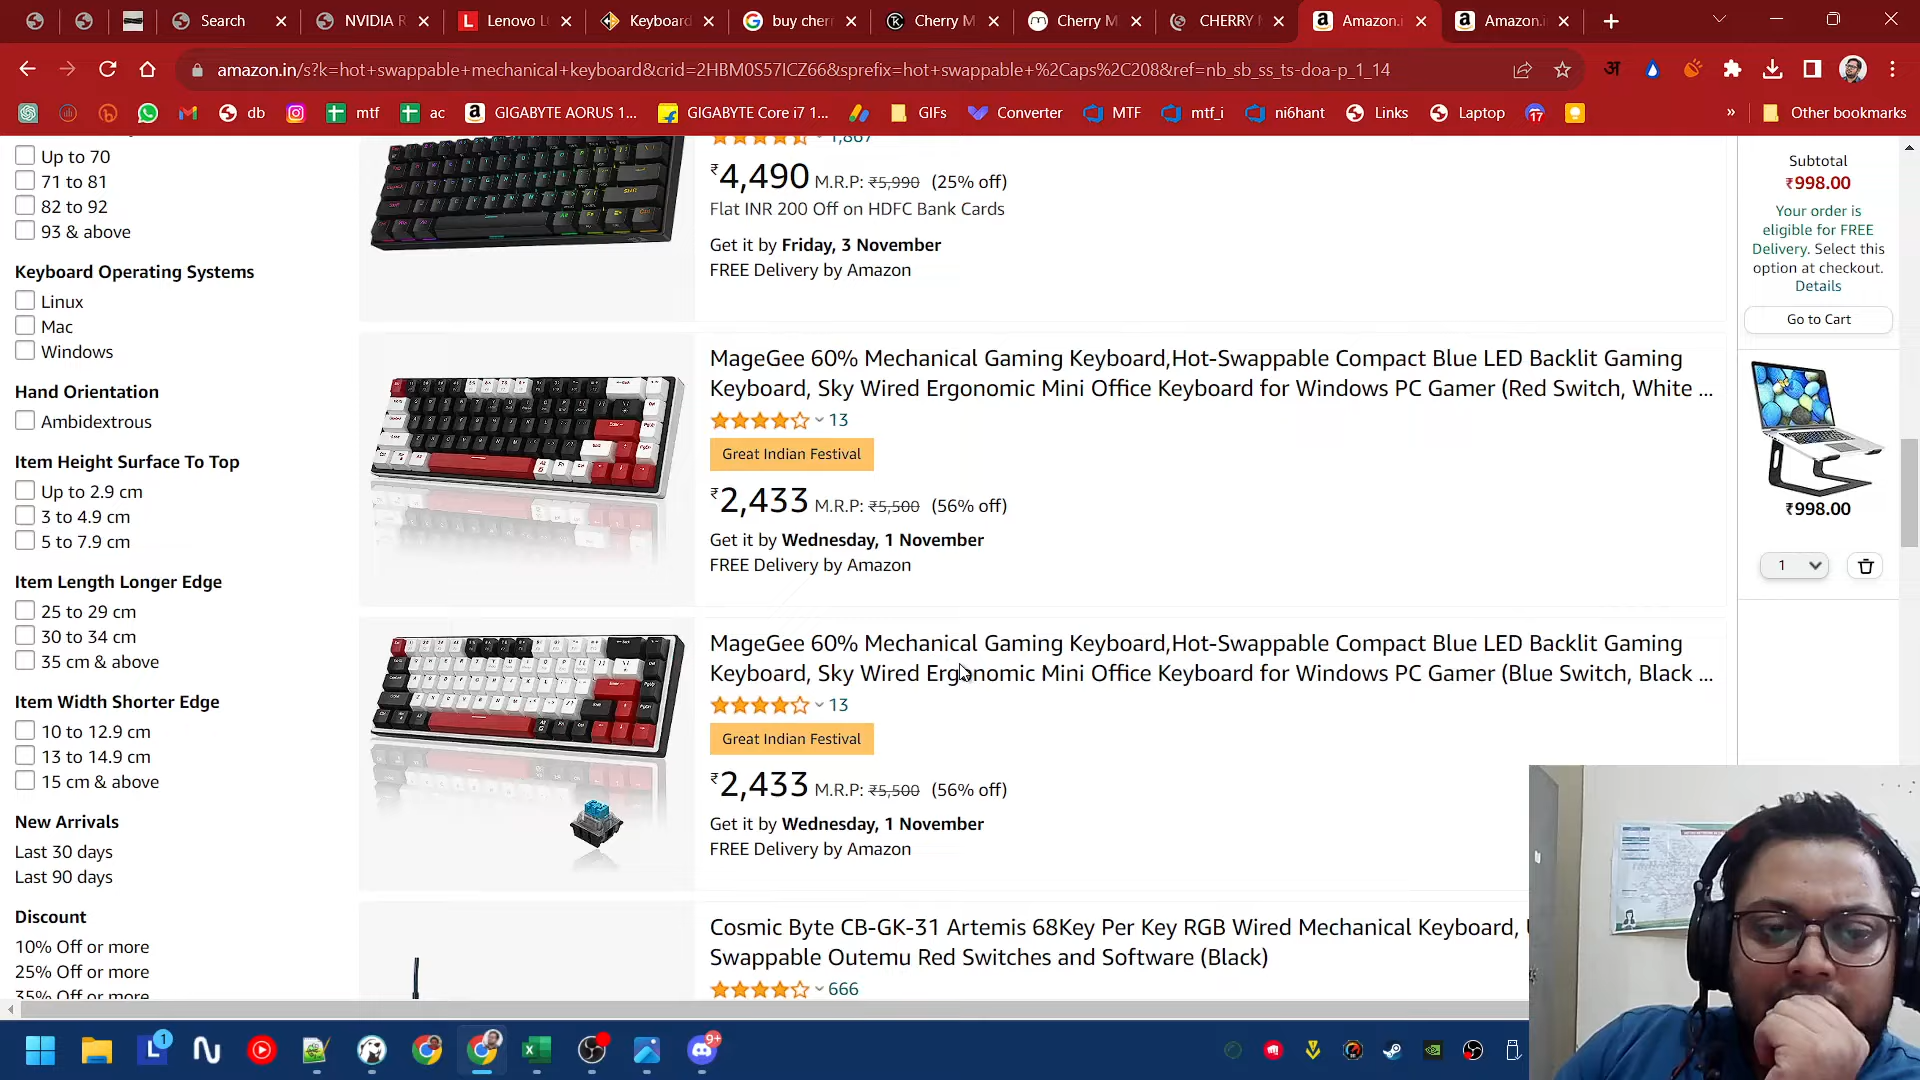 Search
NVIDIA R
Lenovo L
Keyboard
buy cherr
Cherry M
Cherry M
CHERRY
Amazon.i
Amazon.i
amazon.in/s?k=hot+swappable+mechanical+keyboard&crid=2HBM0S57ICZ66&sprefix=hot+swappable+%2Caps%2C208&ref=nb_sb_ss_ts-doa-p_1_14
अ
db
mtf
ac
GIGABYTE AORUS 1...
GIGABYTE Core i7 1...
GIFs
Converter
MTF
mtf_i
ni6hant
Links
Laptop
17
»
Other bookmarks
Up to 70
71 to 81
82 to 92
93 & above
Keyboard Operating Systems
Linux
Mac
Windows
Hand Orientation
Ambidextrous
Item Height Surface To Top
Up to 2.9 cm
3 to 4.9 cm
5 to 7.9 cm
Item Length Longer Edge
25 to 29 cm
30 to 34 cm
35 cm & above
Item Width Shorter Edge
10 to 12.9 cm
13 to 14.9 cm
15 cm & above
New Arrivals
Last 30 days
Last 90 days
Discount
10% Off or more
25% Off or more
35% Off or more
1,867
₹4,490 M.R.P: ₹5,990 (25% off)
Flat INR 200 Off on HDFC Bank Cards
Get it by Friday, 3 November
FREE Delivery by Amazon
MageGee 60% Mechanical Gaming Keyboard,Hot-Swappable Compact Blue LED Backlit Gaming
Keyboard, Sky Wired Ergonomic Mini Office Keyboard for Windows PC Gamer (Red Switch, White ...
13
Great Indian Festival
₹2,433 M.R.P: ₹5,500 (56% off)
Get it by Wednesday, 1 November
FREE Delivery by Amazon
MageGee 60% Mechanical Gaming Keyboard,Hot-Swappable Compact Blue LED Backlit Gaming
Keyboard, Sky Wired Ergonomic Mini Office Keyboard for Windows PC Gamer (Blue Switch, Black ...
13
Great Indian Festival
₹2,433 M.R.P: ₹5,500 (56% off)
Get it by Wednesday, 1 November
FREE Delivery by Amazon
Cosmic Byte CB-GK-31 Artemis 68Key Per Key RGB Wired Mechanical Keyboard,
Swappable Outemu Red Switches and Software (Black)
666
Subtotal
₹998.00
Your order is
eligible for FREE
Delivery. Select this
option at checkout.
Details
Go to Cart
₹998.00
1
1
9+